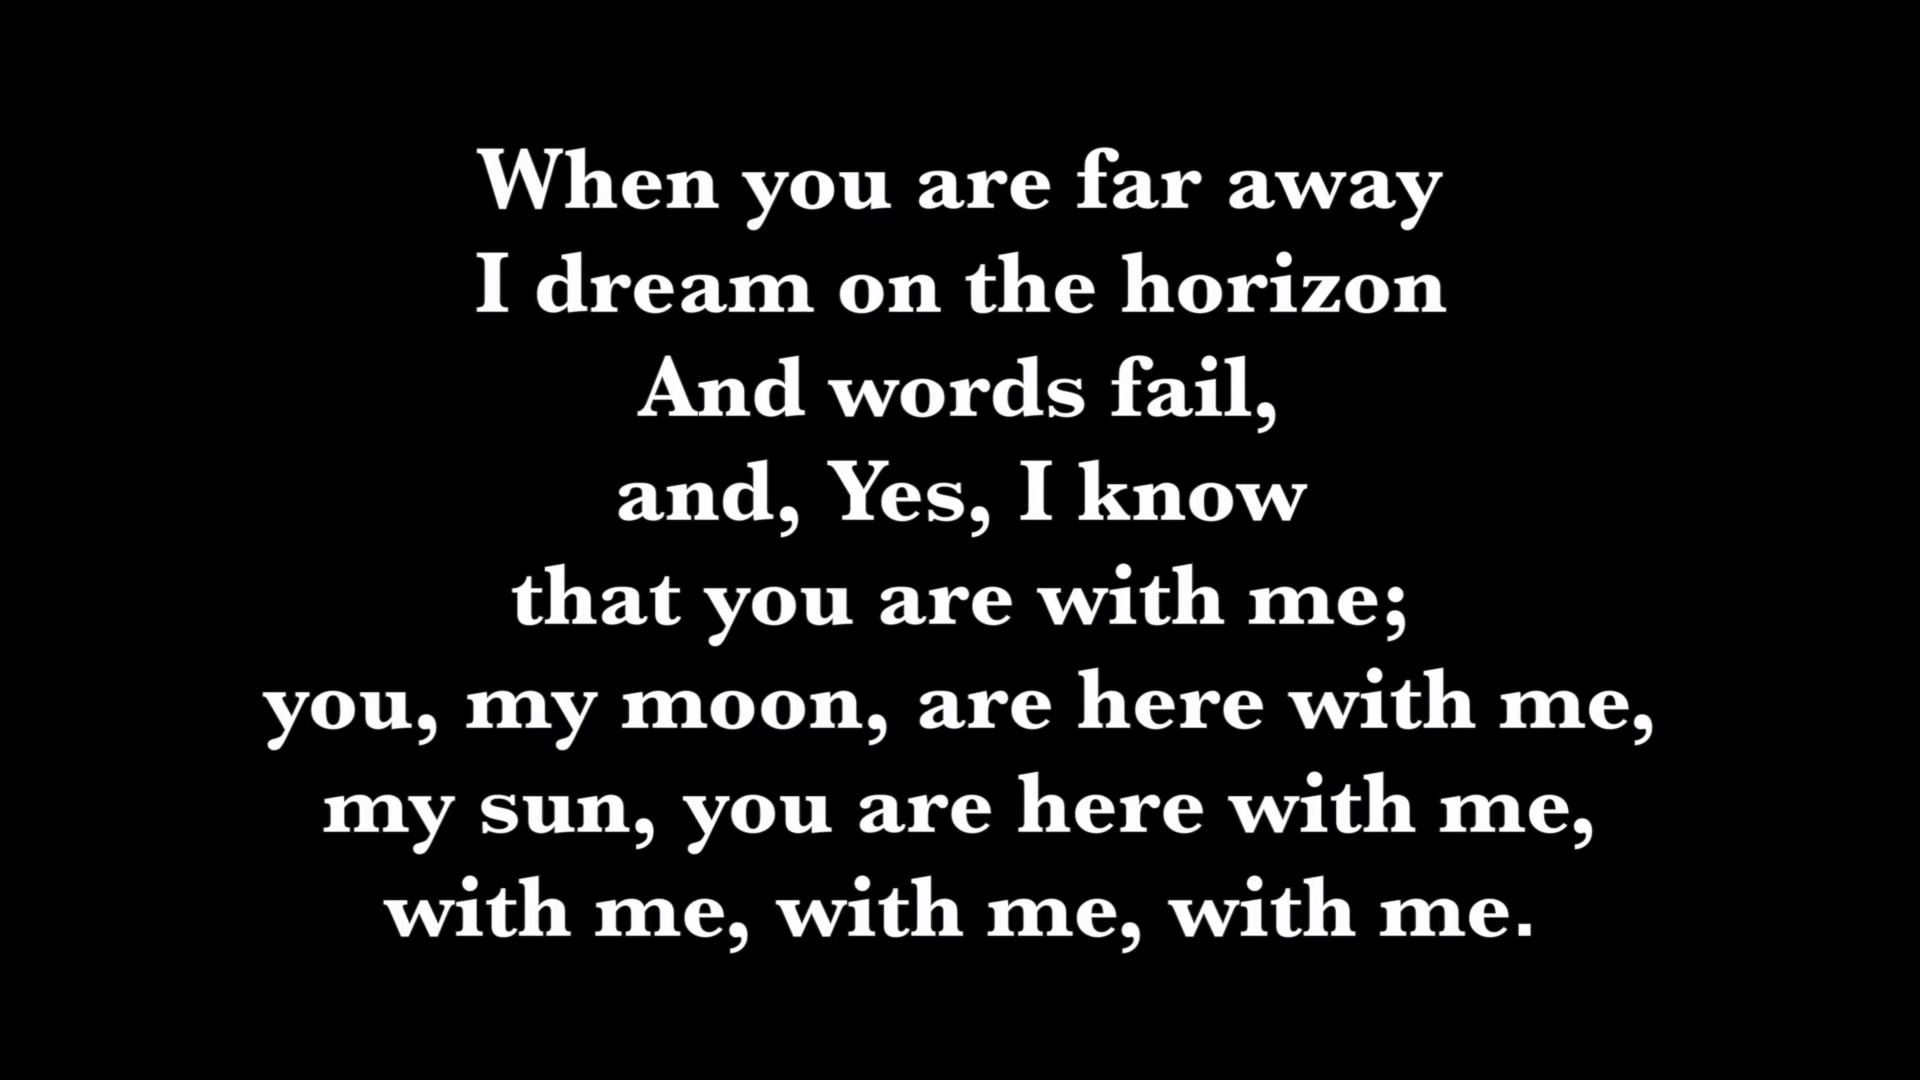 When you are far away
I dream on the horizon
And words fail,
and, Yes, I know
that you are with me;
you, my moon, are here with me,
my sun, you are here with me,
with me, with me, with me.